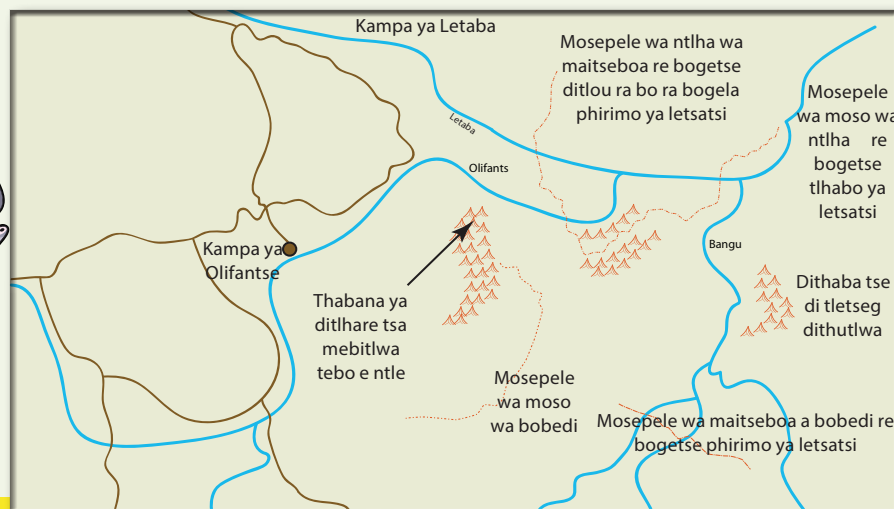 Kampa ya Letaba
Mosepele wa ntlha wa
maitseboa re bogetse
ditlou ra bo ra bogela
phirimo ya letsatsi
Mosepele
wa moso wa
ntlha re
bogetse
tlhabo ya
letsatsi
Letaba
Olifants
Kampa ya
Olifantse
Bangu
Thabana ya
ditlhare tsa
mebitlwa
tebo e ntle
Dithaba tse
di tletseg
dithutlwa
Mosepele
wa moso
wa bobedi
Mosepele wa maitseboa a bobedi re
bogetse phirimo ya letsatsi